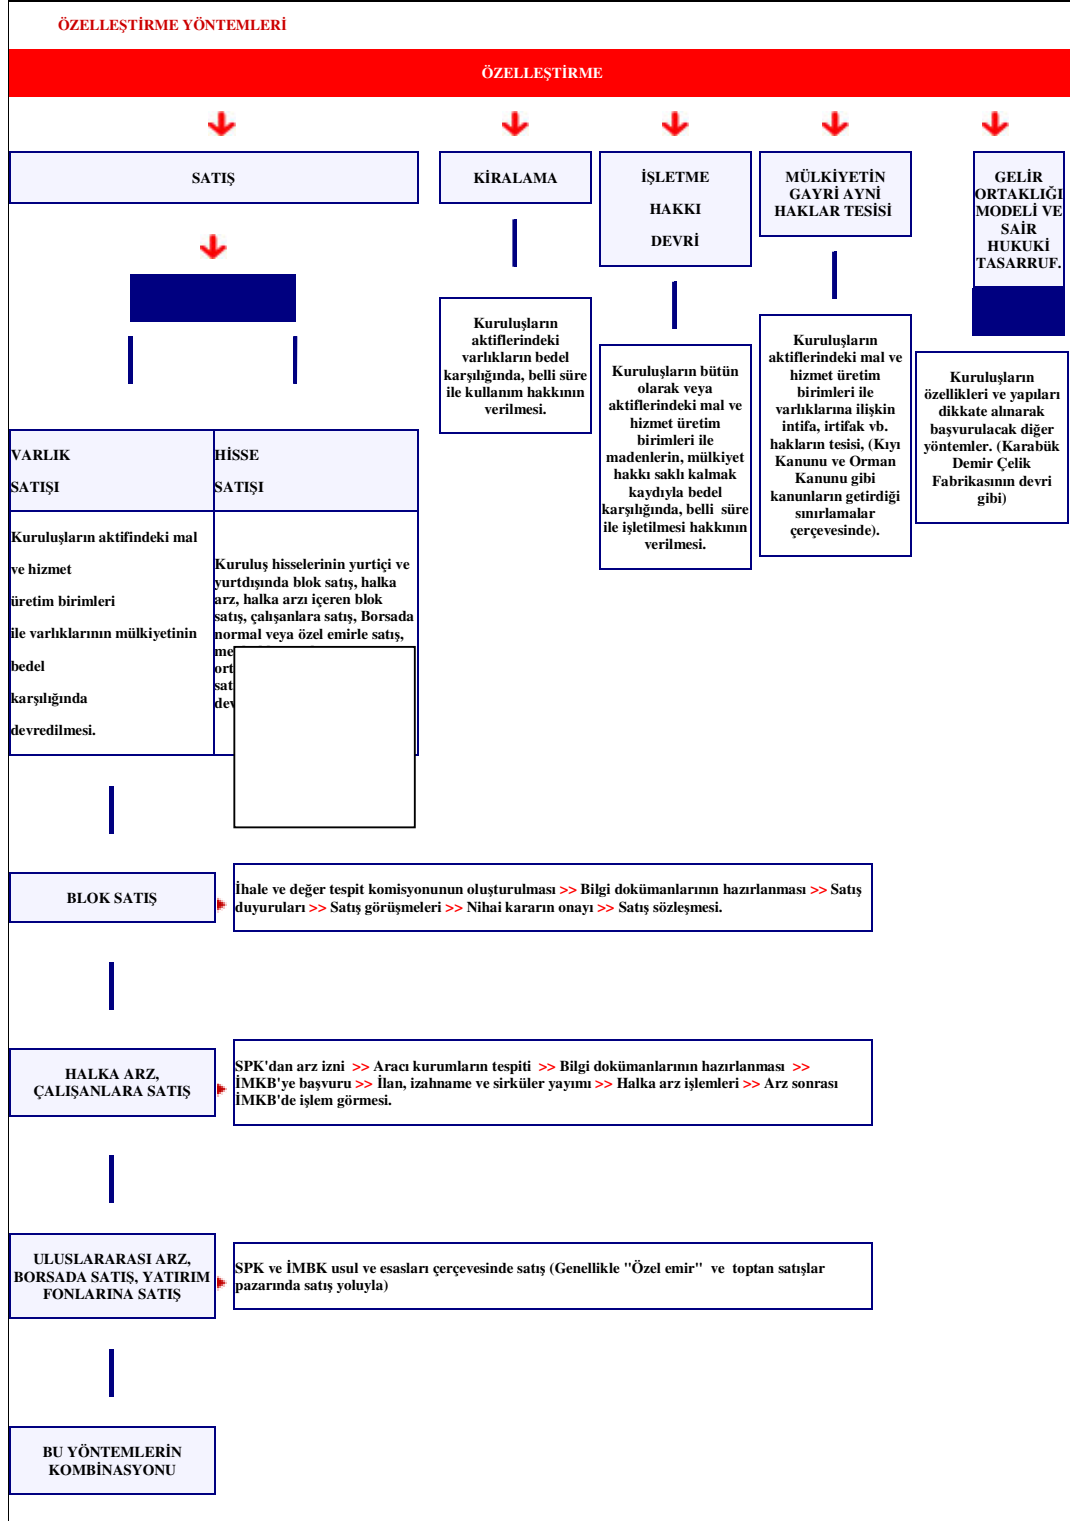 ÖZELLEŞTİRME YÖNTEMLERİ
ÖZELLEŞTİRME
SATIŞ
KİRALAMA
İŞLETME
HAKKI
DEVRİ
MÜLKİYETİN
GAYRİ AYNİ
HAKLAR TESİSİ
GELİR
ORTAKLIĞI
MODELİ VE
SAİR
HUKUKİ
TASARRUF.
Kuruluşların
aktiflerindeki
varlıkların bedel
karşılığında, belli süre
ile kullanım hakkının
verilmesi.
Kuruluşların bütün
olarak veya
aktiflerindeki mal ve
hizmet üretim
birimleri ile
madenlerin, mülkiyet
hakkı saklı kalmak
kaydıyla bedel
karşılığında, belli süre
ile işletilmesi hakkının
verilmesi.
Kuruluşların
aktiflerindeki mal ve
hizmet üretim
birimleri ile
varlıklarına ilişkin
intifa, irtifak vb.
hakların tesisi, (Kıyı
Kanunu ve Orman
Kanunu gibi
kanunların getirdiği
sınırlamalar
çerçevesinde).
Kuruluşların
özellikleri ve yapıları
dikkate alınarak
başvurulacak diğer
yöntemler. (Karabük
Demir Çelik
Fabrikasının devri
gibi)
VARLIK
SATIŞI
HİSSE
SATIŞI
Kuruluşların aktifindeki mal
ve hizmet
üretim birimleri
ile varlıklarının mülkiyetinin
bedel
karşılığında
devredilmesi.
Kuruluş hisselerinin yurtiçi ve
yurtdışında blok satış, halka
arz, halka arzı içeren blok
satış, çalışanlara satış, Borsada
normal veya özel emirle satış,
BLOK SATIŞ
İhale ve değer tespit komisyonunun oluşturulması >> Bilgi dokümanlarının hazırlanması >> Satış
duyuruları >> Satış görüşmeleri >> Nihai kararın onayı >> Satış sözleşmesi.
HALKA ARZ,
ÇALIŞANLARA SATIŞ
SPK'dan arz izni >> Aracı kurumların tespiti >> Bilgi dokümanlarının hazırlanması >>
İMKB'ye başvuru >> İlan, izahname ve sirküler yayımı >> Halka arz işlemleri >> Arz sonrası
İMKB'de işlem görmesi.
ULUSLARARASI ARZ,
BORSADA SATIŞ, YATIRIM
FONLARINA SATIŞ
SPK ve İMBK usul ve esasları çerçevesinde satış (Genellikle "Özel emir" ve toptan satışlar
pazarında satış yoluyla)
BU YÖNTEMLERİN
KOMBİNASYONU